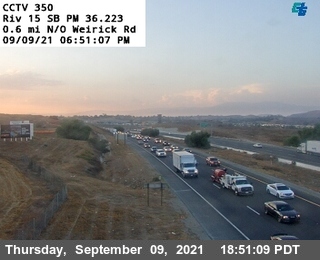 CCTV 350
Riv 15 SB PM 36.223
0.6 mi N/O Weirick Rd
09/09/21 06:51:07 PM
Thursday, September 09, 2021 18:51:09 PDT